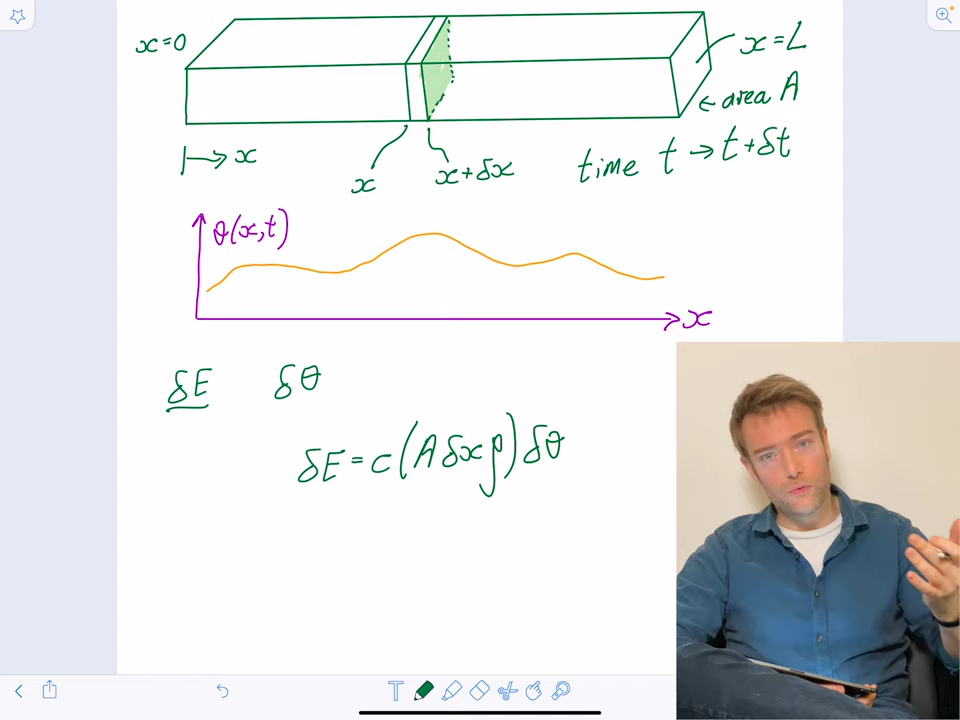 x=0
x=L
← area A
↦ x
x
x+δx
time t → t+δt
θ(x,t)
x
δE δθ
δE = c(Aδxρ)δθ
T